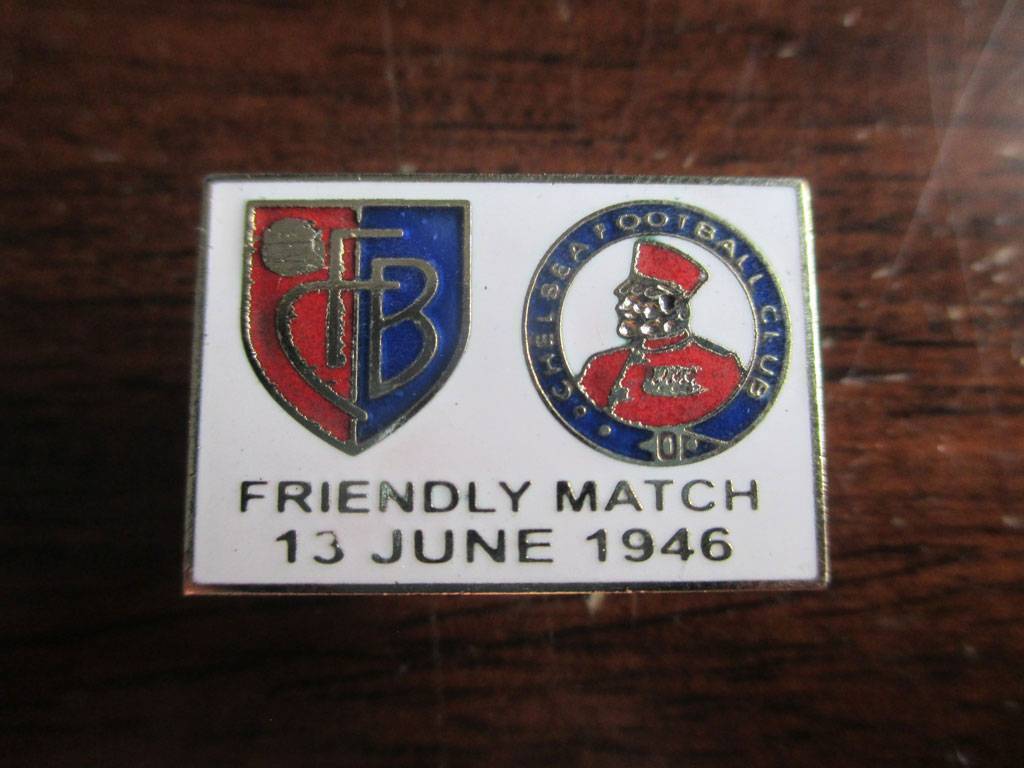 FCB
CHELSEA FOOTBALL CLUB
FRIENDLY MATCH
13 JUNE 1946